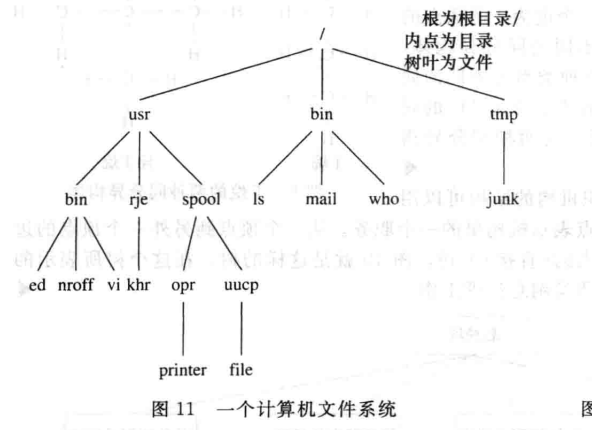 根为根目录/
/
内点为目录
树叶为文件
usr bin tmp
bin rje spool ls mail who junk
ed nroff vi khr opr uucp
printer file
图 11 一个计算机文件系统
图